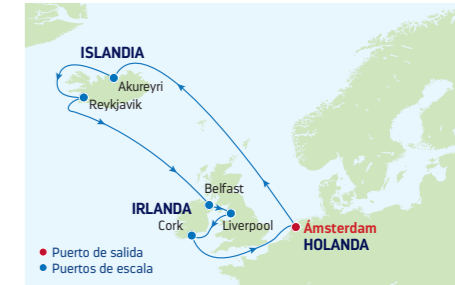 ISLANDIA
Akureyri
Reykjavik
Belfast
IRLANDA
Cork
Liverpool
Ámsterdam
HOLANDA
Puerto de salida
Puertos de escala